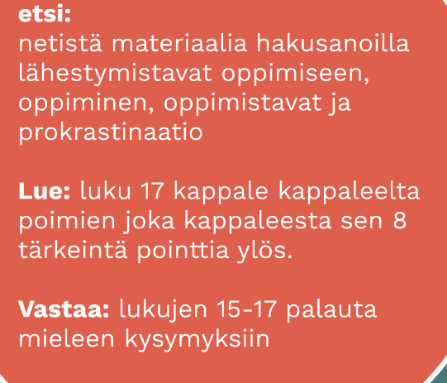 etsi:
netistä materiaalia hakusanoilla
lähestymistavat oppimiseen,
oppiminen, oppimistavat ja
prokrastinaatio
Lue: luku 17 kappale kappaleelta
poimien joka kappaleesta sen 8
tärkeintä pointtia ylös.
Vastaa: lukujen 15-17 palauta
mieleen kysymyksiin